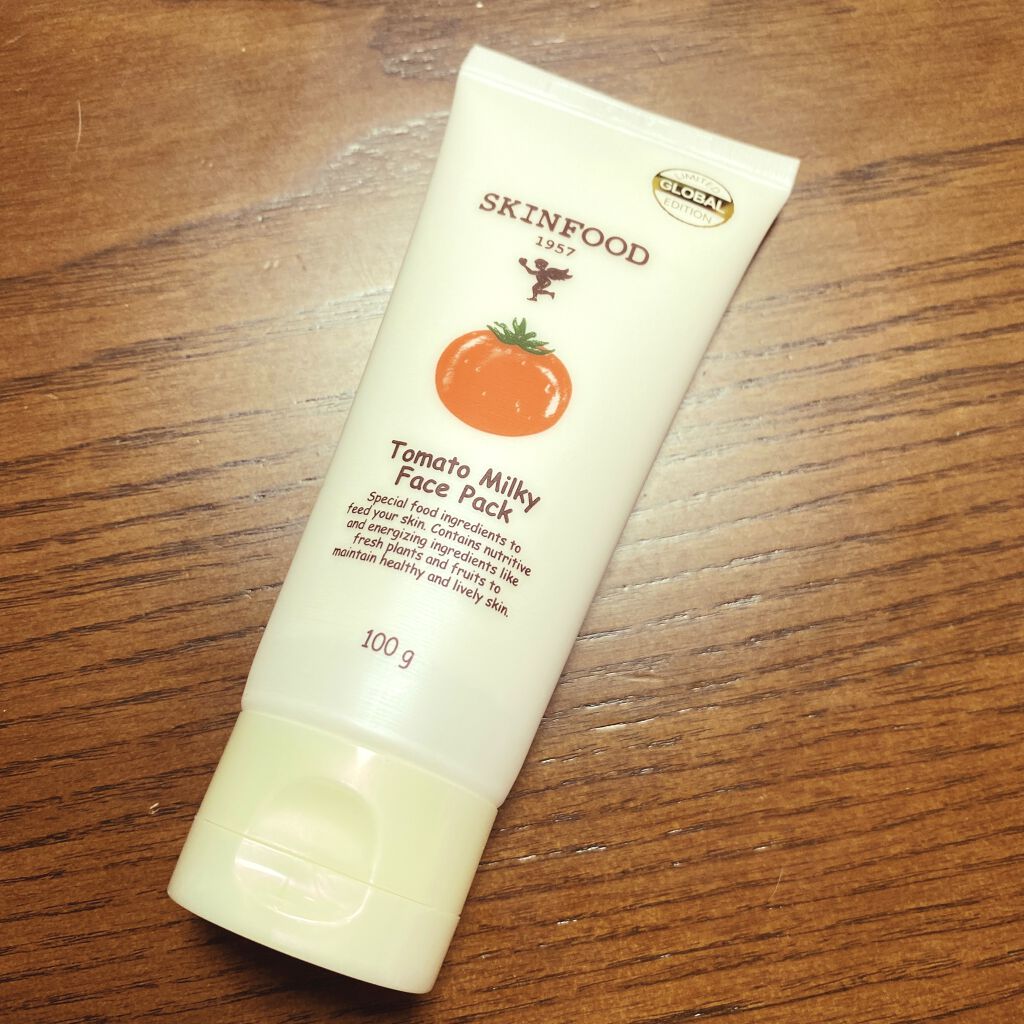 LIMITED
GLOBAL
EDITION
SKINFOOD
1957
Tomato Milky
Face Pack
Special food ingredients to
feed your skin. Contains nutritive
and energizing ingredients like
fresh plants and fruits to
maintain healthy and lively skin.
100 g